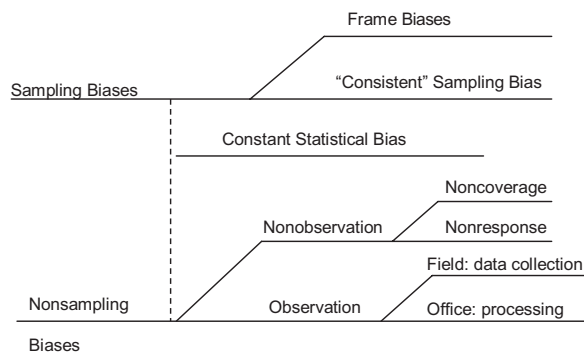 Frame Biases
Sampling Biases
“Consistent” Sampling Bias
Constant Statistical Bias
Noncoverage
Nonobservation
Nonresponse
Field: data collection
Nonsampling
Observation
Office: processing
Biases